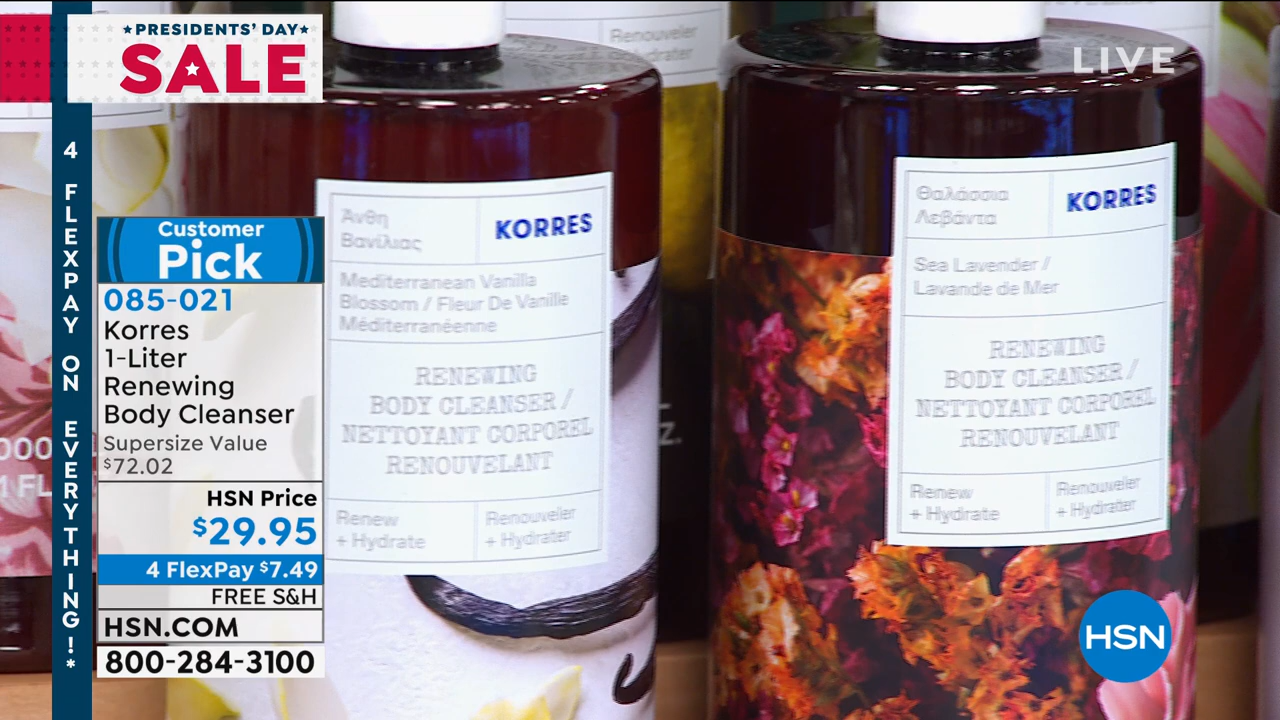 ★PRESIDENTS' DAY★
SALE
LIVE
4 FLEXPAY ON EVERYTHING!*
Customer
Pick
085-021
Korres
1-Liter
Renewing
Body Cleanser
Supersize Value
$72.02
HSN Price
$29.95
4 FlexPay $7.49
FREE S&H
HSN.COM
800-284-3100
Renouveler
+ Hydrater
Άνθη
Βανίλιας
KORRES
Mediterranean Vanilla
Blossom / Fleur De Vanille
Méditerranéenne
RENEWING
BODY CLEANSER /
NETTOYANT CORPOREL
RENOUVELANT
Renew
+ Hydrate
Renouveler
+ Hydrater
Θαλάσσια
Λεβάντα
KORRES
Sea Lavender /
Lavande de Mer
RENEWING
BODY CLEANSER /
NETTOYANT CORPOREL
RENOUVELANT
Renew
+ Hydrate
Renouveler
+ Hydrater
HSN